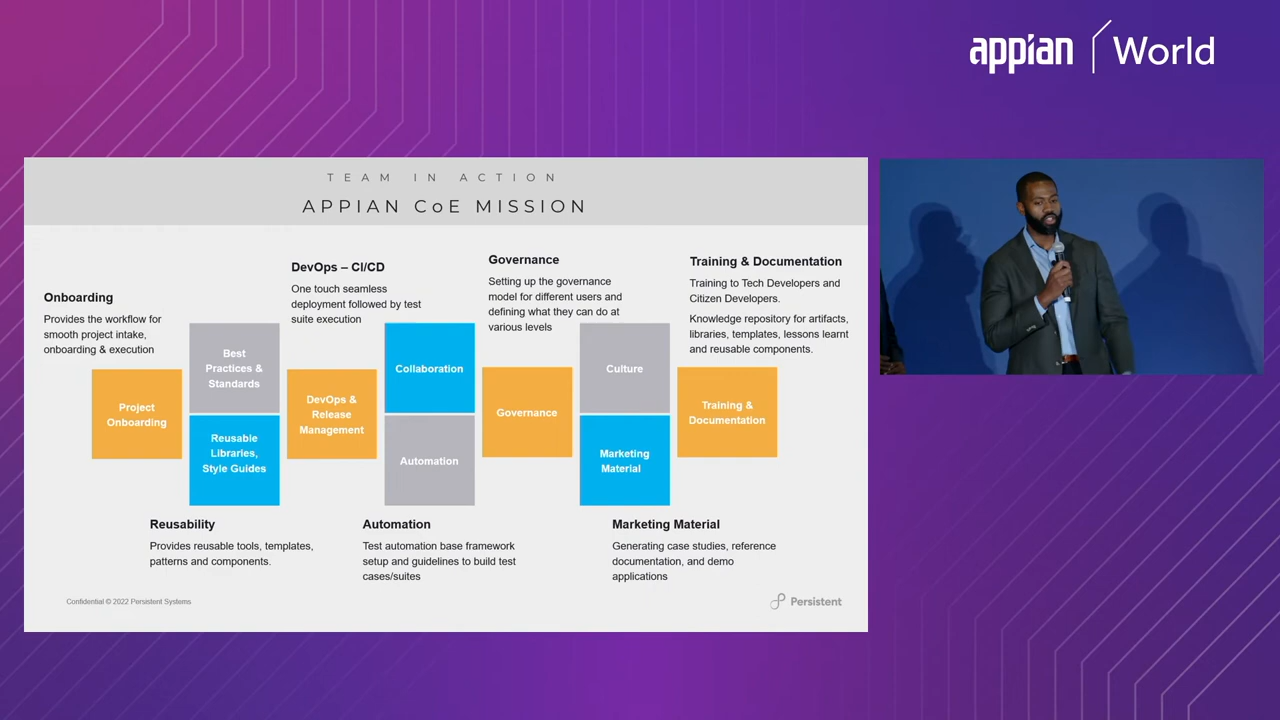 appian World
TEAM IN ACTION
APPIAN CoE MISSION
Onboarding
Provides the workflow for
smooth project intake,
onboarding & execution
DevOps – CI/CD
One touch seamless
deployment followed by test
suite execution
Governance
Setting up the governance
model for different users and
defining what they can do at
various levels
Training & Documentation
Training to Tech Developers and
Citizen Developers.
Knowledge repository for artifacts,
libraries, templates, lessons learnt
and reusable components.
Project
Onboarding
Best
Practices &
Standards
Reusable
Libraries,
Style Guides
DevOps &
Release
Management
Collaboration
Automation
Governance
Culture
Marketing
Material
Training &
Documentation
Reusability
Provides reusable tools, templates,
patterns and components.
Automation
Test automation base framework
setup and guidelines to build test
cases/suites
Marketing Material
Generating case studies, reference
documentation, and demo
applications
Confidential © 2022 Persistent Systems
Persistent